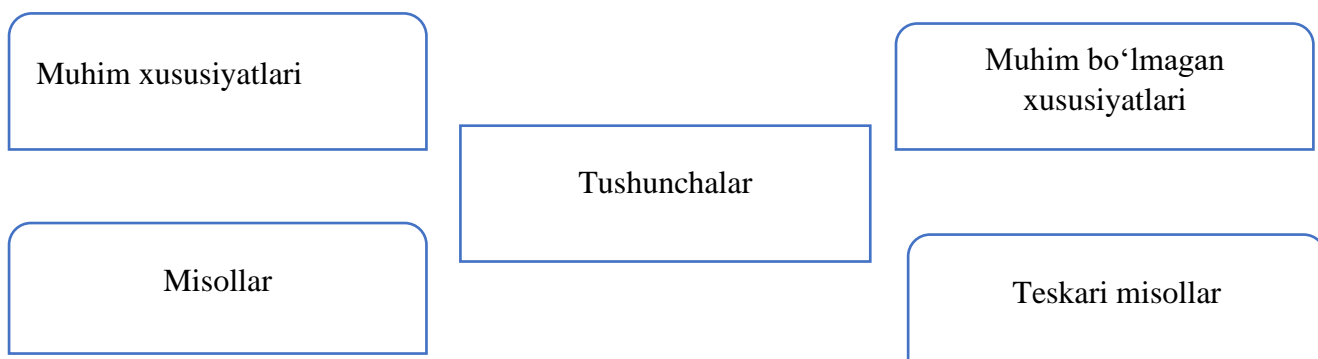 Muhim xususiyatlari
Muhim bo‘lmagan
xususiyatlari
Tushunchalar
Misollar
Teskari misollar